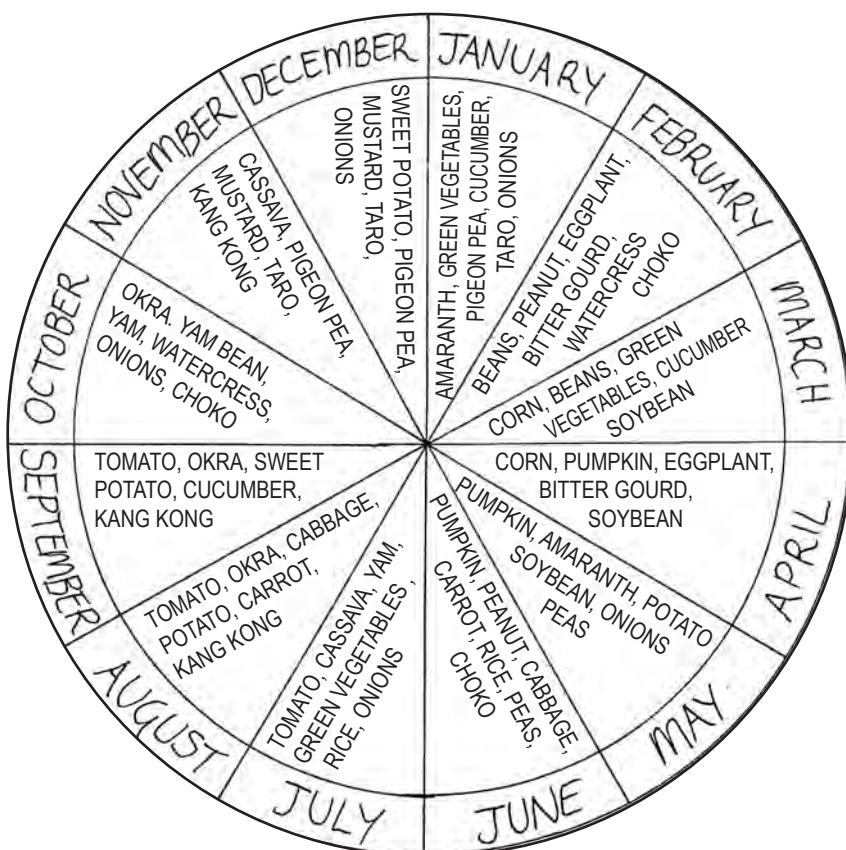 JANUARY
AMARANTH, GREEN VEGETABLES,
PIGEON PEA, CUCUMBER,
TARO, ONIONS
FEBRUARY
BEANS, PEANUT, EGGPLANT,
BITTER GOURD,
WATERCRESS
CHOKO
MARCH
CORN, BEANS, GREEN
VEGETABLES, CUCUMBER
SOYBEAN
APRIL
CORN, PUMPKIN, EGGPLANT,
BITTER GOURD,
SOYBEAN
MAY
PUMPKIN, AMARANTH, POTATO
SOYBEAN, ONIONS
PEAS
JUNE
PUMPKIN, PEANUT, CABBAGE,
CARROT, RICE, PEAS,
CHOKO
JULY
TOMATO, CASSAVA, YAM,
GREEN VEGETABLES ,
RICE, ONIONS
AUGUST
TOMATO, OKRA, CABBAGE,
POTATO, CARROT,
KANG KONG
SEPTEMBER
TOMATO, OKRA, SWEET
POTATO, CUCUMBER,
KANG KONG
OCTOBER
OKRA. YAM BEAN,
YAM, WATERCRESS,
ONIONS, CHOKO
NOVEMBER
CASSAVA, PIGEON PEA,
MUSTARD, TARO,
KANG KONG
DECEMBER
SWEET POTATO, PIGEON PEA,
MUSTARD, TARO,
ONIONS